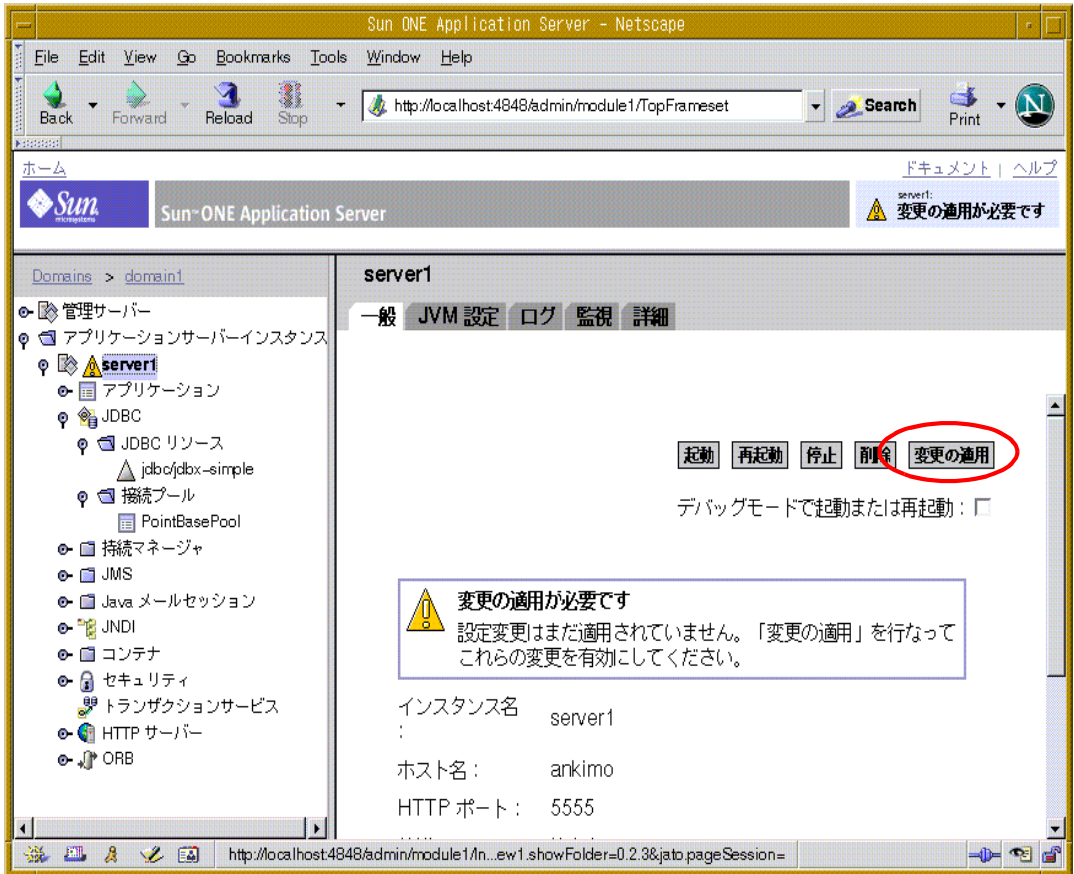 Sun ONE Application Server – Netscape
File Edit View Go Bookmarks Tools Window Help
Back Forward Reload Stop http://localhost:4848/admin/module1/TopFrameset Search Print N
ホーム ドキュメント | ヘルプ
Sun microsystems Sun™ ONE Application Server
server1:
変更の適用が必要です
Domains > domain1
管理サーバー
アプリケーションサーバーインスタンス
server1
アプリケーション
JDBC
JDBC リソース
jdbc/jdbx-simple
接続プール
PointBasePool
持続マネージャ
JMS
Java メールセッション
JNDI
コンテナ
セキュリティ
トランザクションサービス
HTTP サーバー
ORB
server1
一般 JVM 設定 ログ 監視 詳細
起動 再起動 停止 削除 変更の適用
デバッグモードで起動または再起動 :
変更の適用が必要です
設定変更はまだ適用されていません。「変更の適用」を行なって
これらの変更を有効にしてください。
インスタンス名
: server1
ホスト名 : ankimo
HTTP ポート : 5555
http://localhost:4848/admin/module1/In...ew1.showFolder=0.2.3&jato.pageSession=